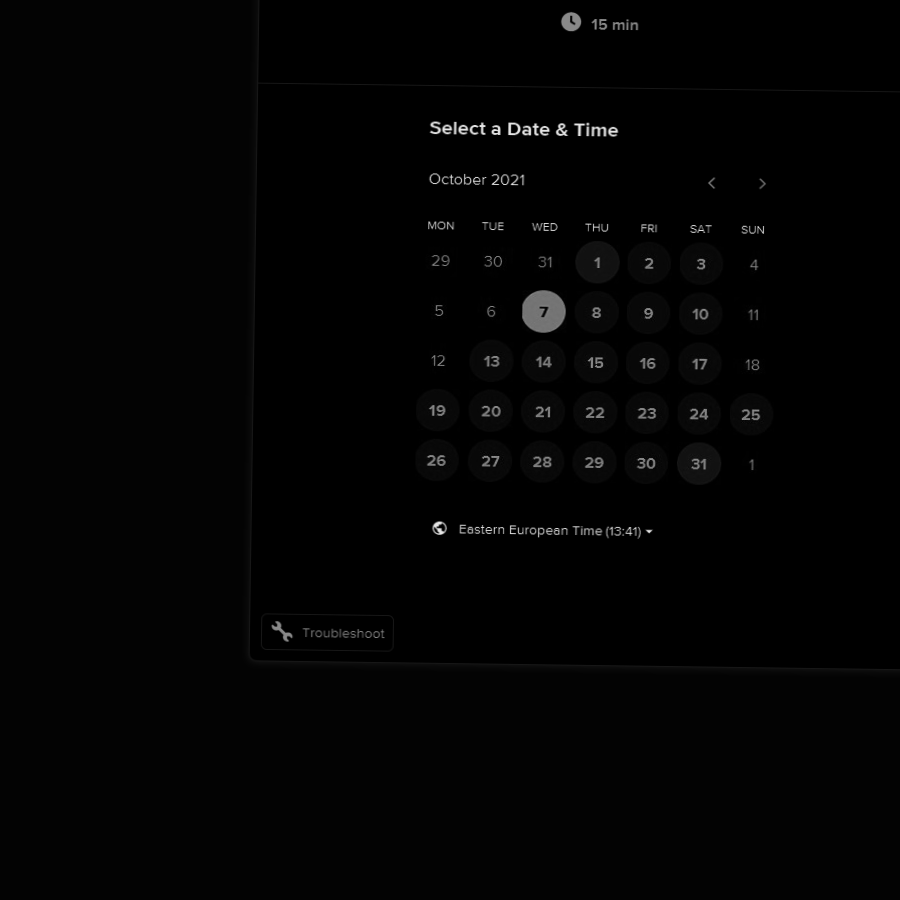 15 min
Select a Date & Time
October 2021
MON TUE WED THU FRI SAT SUN
29 30 31 1 2 3 4
5 6 7 8 9 10 11
12 13 14 15 16 17 18
19 20 21 22 23 24 25
26 27 28 29 30 31 1
Eastern European Time (13:41)
Troubleshoot